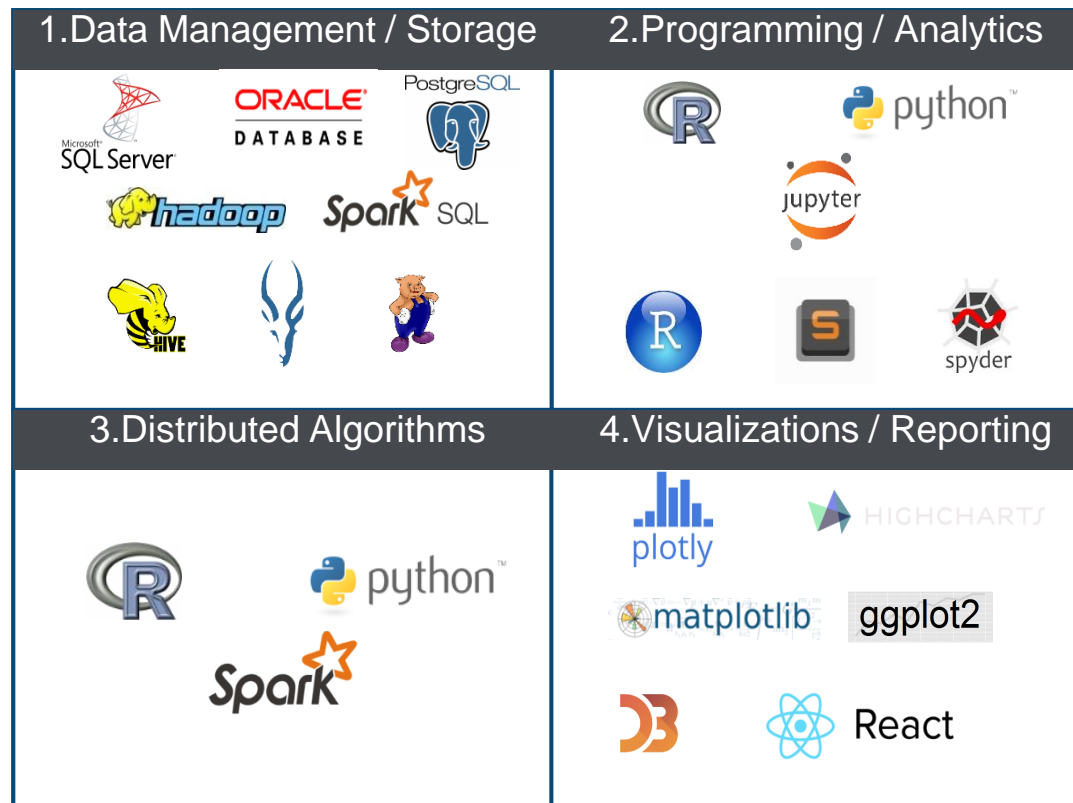 1.Data Management / Storage
2.Programming / Analytics
Microsoft®
SQL Server®
ORACLE®
DATABASE
PostgreSQL
hadoop
Spark SQL
HIVE
R
python™
jupyter
R
S
spyder
3.Distributed Algorithms
4.Visualizations / Reporting
R
python™
Spark
plotly
HIGHCHARTS
matplotlib
ggplot2
D3
React